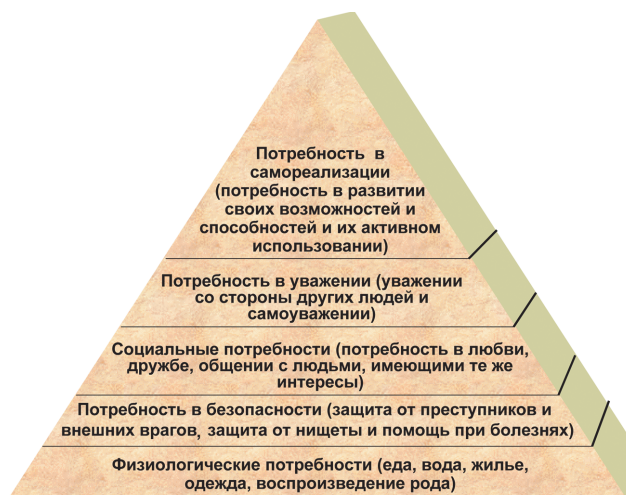 Потребность в
самореализации
(потребность в развитии
своих возможностей и
способностей и их активном
использовании)
Потребность в уважении (уважении
со стороны других людей и
самоуважении)
Социальные потребности (потребность в любви,
дружбе, общении с людьми, имеющими те же
интересы)
Потребность в безопасности (защита от преступников и
внешних врагов, защита от нищеты и помощь при болезнях)
Физиологические потребности (еда, вода, жилье,
одежда, воспроизведение рода)